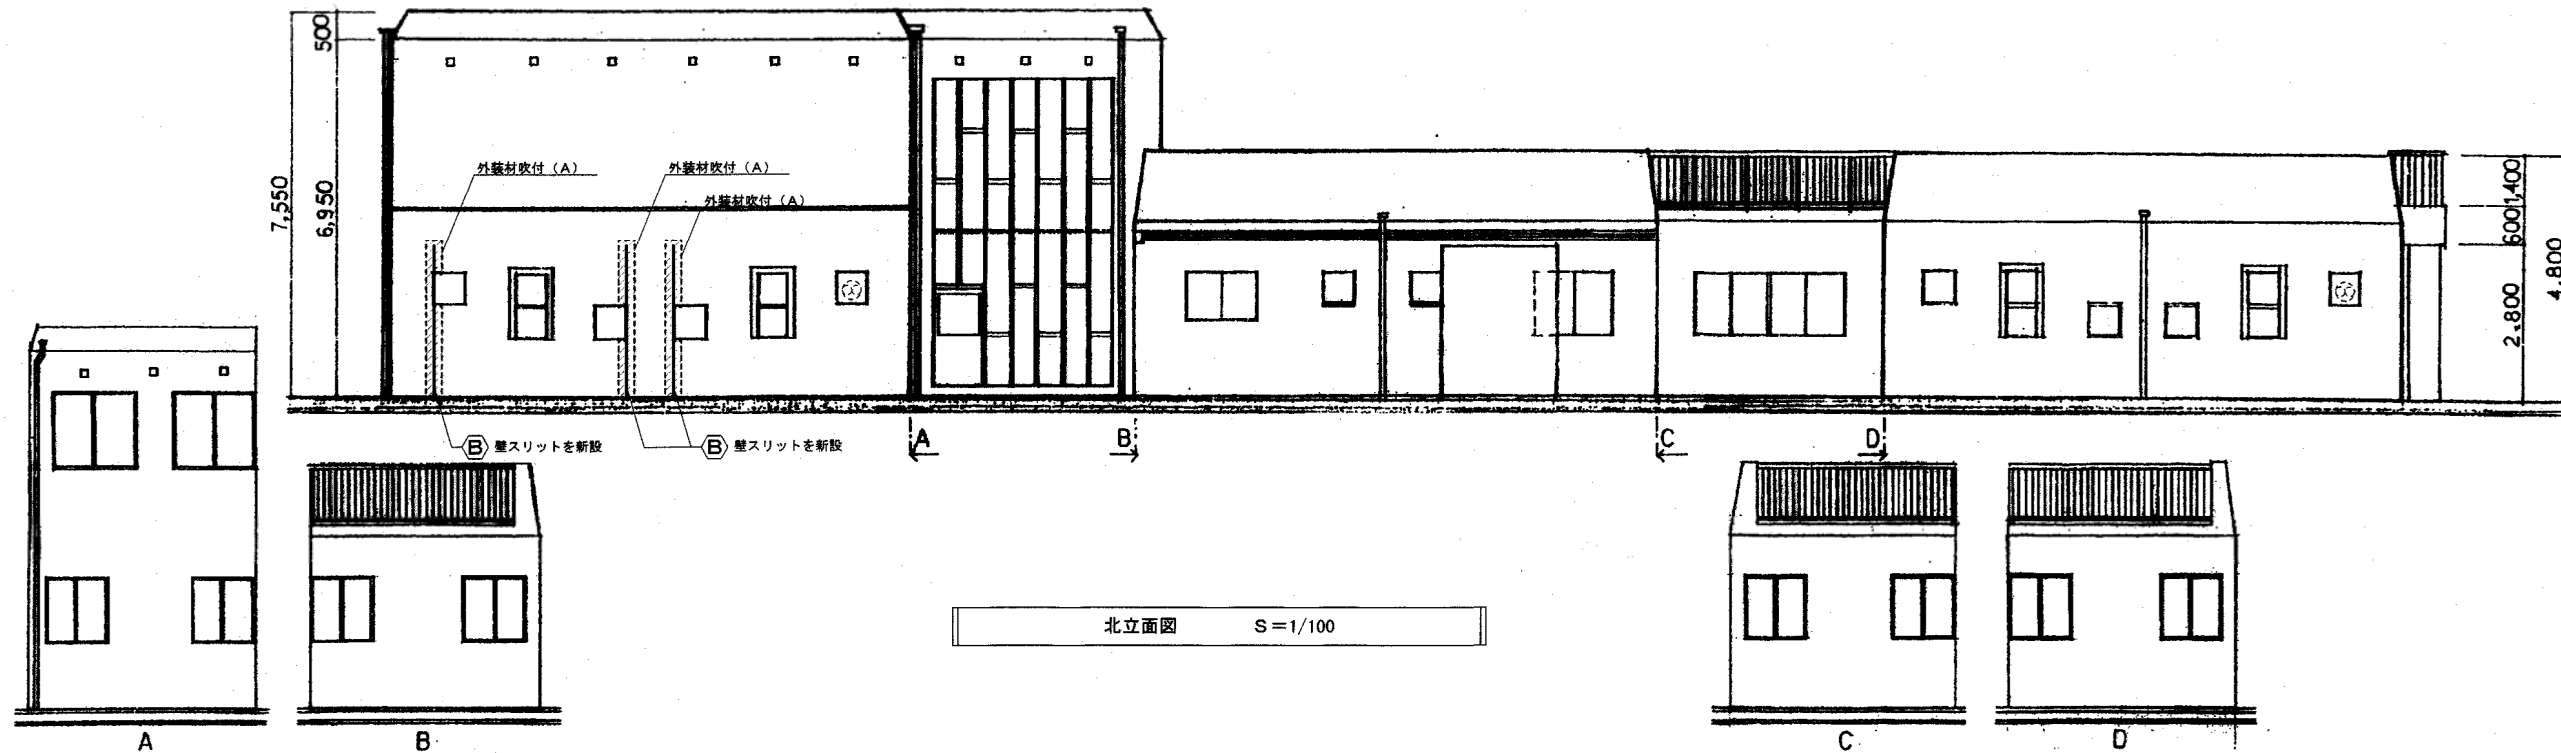 500
7,550
6,950
外装材吹付（A）
外装材吹付（A）
外装材吹付（A）
1,400
600
2,800
4,800
A
B
C
D
B 壁スリットを新設
B 壁スリットを新設
北立面図 S＝1/100
A
B
C
D